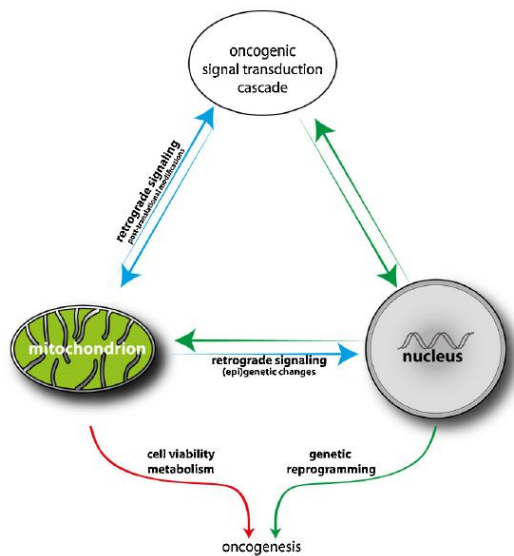 oncogenic
signal transduction
cascade
retrograde signaling
post-translational modifications
mitochondrion
nucleus
retrograde signaling
(epi)genetic changes
cell viability
metabolism
genetic
reprogramming
oncogenesis